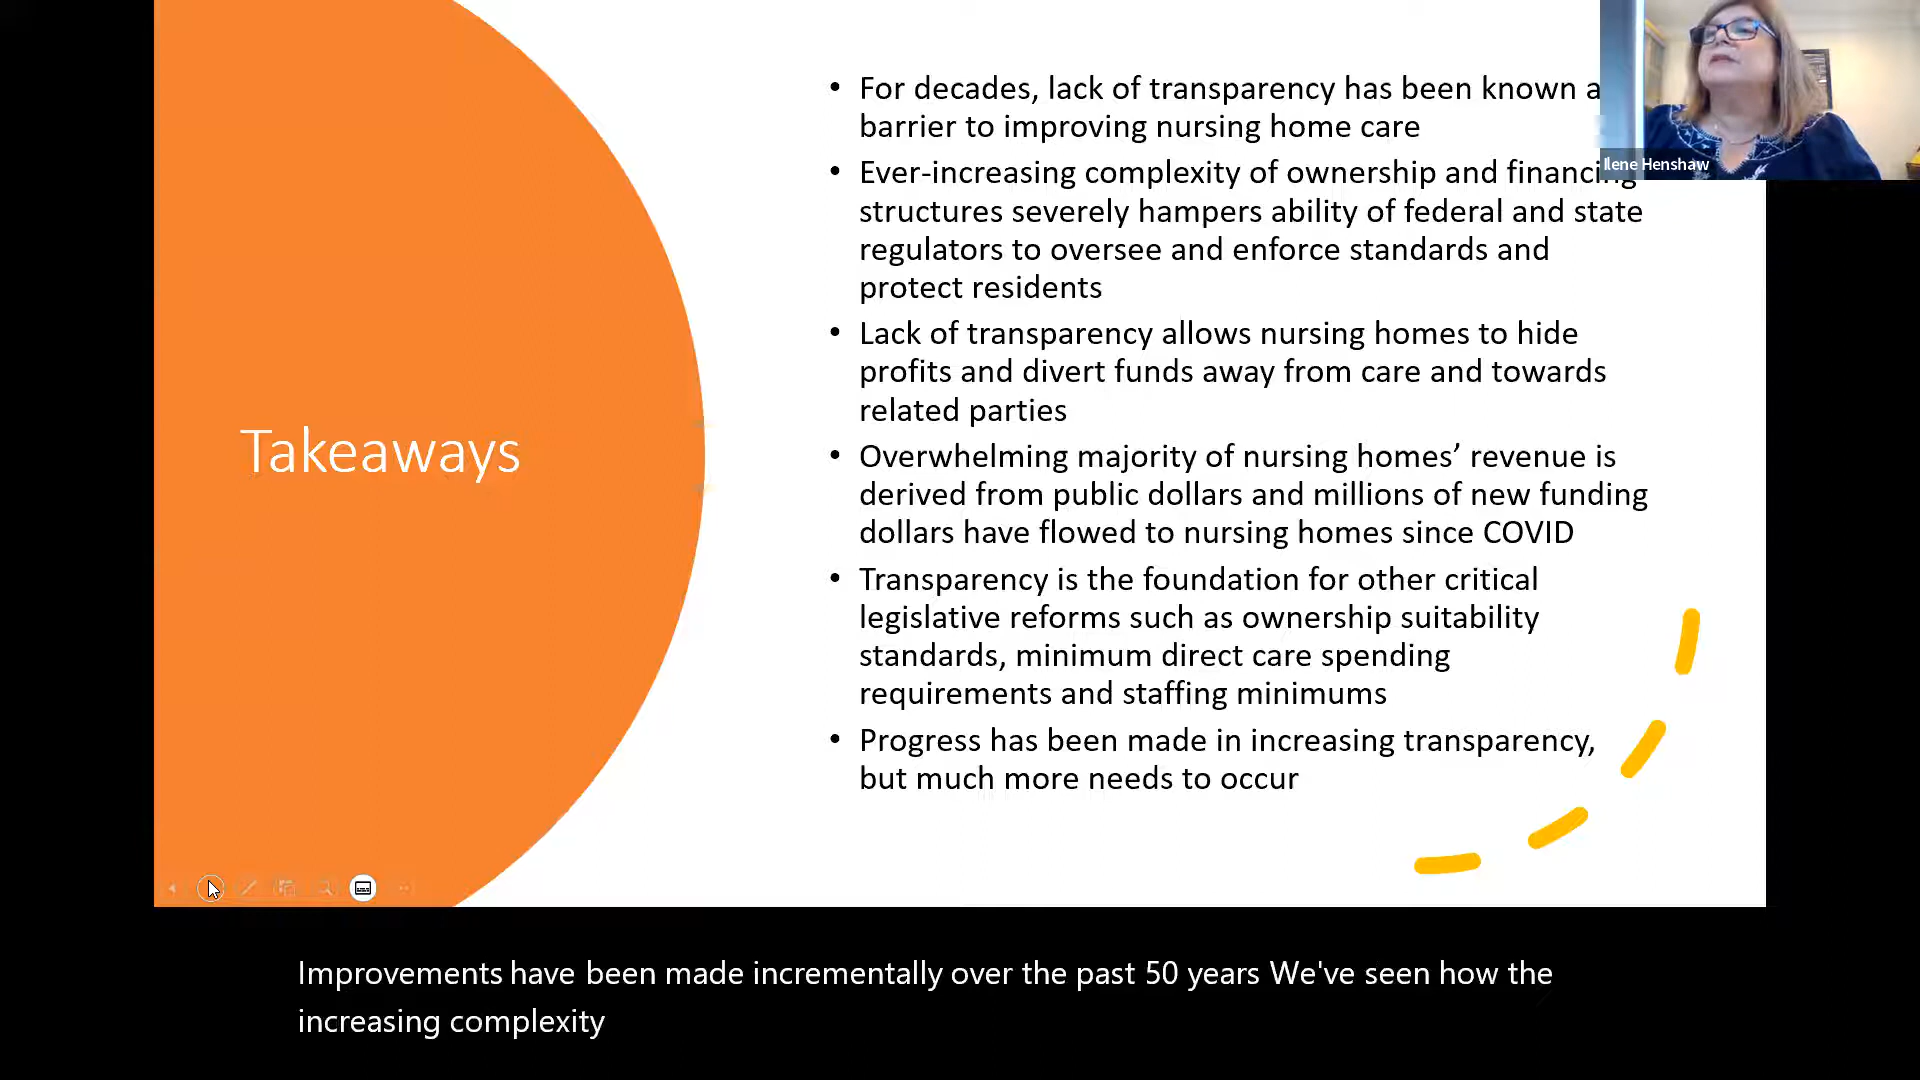 Takeaways
• For decades, lack of transparency has been known a
barrier to improving nursing home care
• Ever-increasing complexity of ownership and financing
structures severely hampers ability of federal and state
regulators to oversee and enforce standards and
protect residents
• Lack of transparency allows nursing homes to hide
profits and divert funds away from care and towards
related parties
• Overwhelming majority of nursing homes’ revenue is
derived from public dollars and millions of new funding
dollars have flowed to nursing homes since COVID
• Transparency is the foundation for other critical
legislative reforms such as ownership suitability
standards, minimum direct care spending
requirements and staffing minimums
• Progress has been made in increasing transparency,
but much more needs to occur
Ilene Henshaw
Improvements have been made incrementally over the past 50 years We've seen how the
increasing complexity